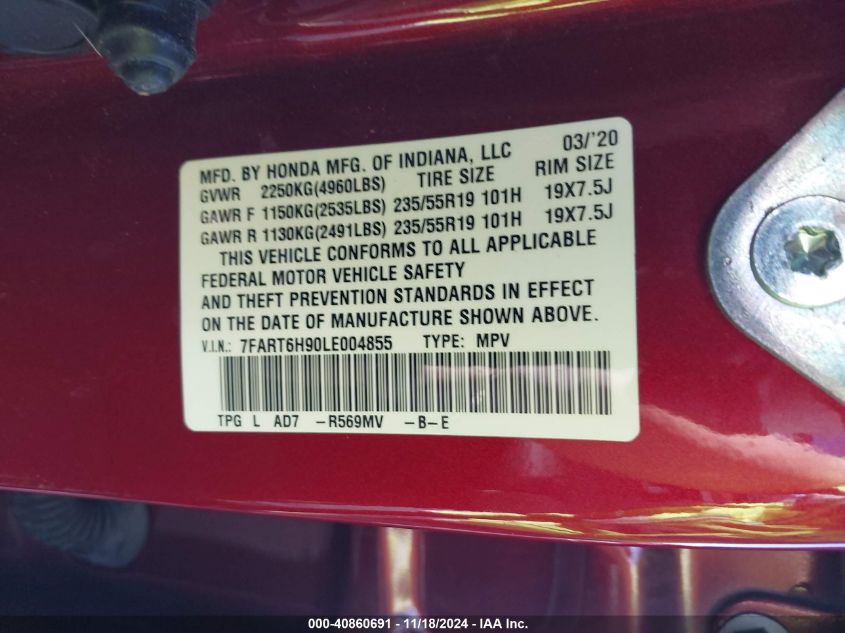 MFD. BY HONDA MFG. OF INDIANA, LLC 03/'20
GVWR 2250KG(4960LBS) TIRE SIZE RIM SIZE
GAWR F 1150KG(2535LBS) 235/55R19 101H 19X7.5J
GAWR R 1130KG(2491LBS) 235/55R19 101H 19X7.5J
THIS VEHICLE CONFORMS TO ALL APPLICABLE
FEDERAL MOTOR VEHICLE SAFETY
AND THEFT PREVENTION STANDARDS IN EFFECT
ON THE DATE OF MANUFACTURE SHOWN ABOVE.
V.I.N.: 7FART6H90LE004855 TYPE: MPV
TPG L AD7 -R569MV -B-E
000-40860691 - 11/18/2024 - IAA Inc.